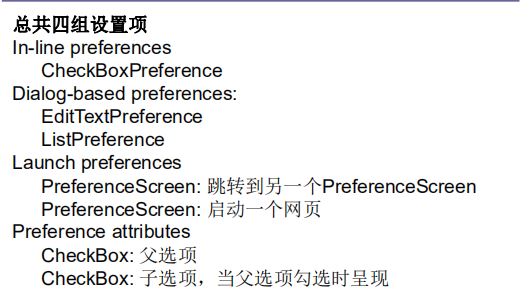 总共四组设置项
In-line preferences
CheckBoxPreference
Dialog-based preferences:
EditTextPreference
ListPreference
Launch preferences
PreferenceScreen: 跳转到另一个PreferenceScreen
PreferenceScreen: 启动一个网页
Preference attributes
CheckBox: 父选项
CheckBox: 子选项，当父选项勾选时呈现